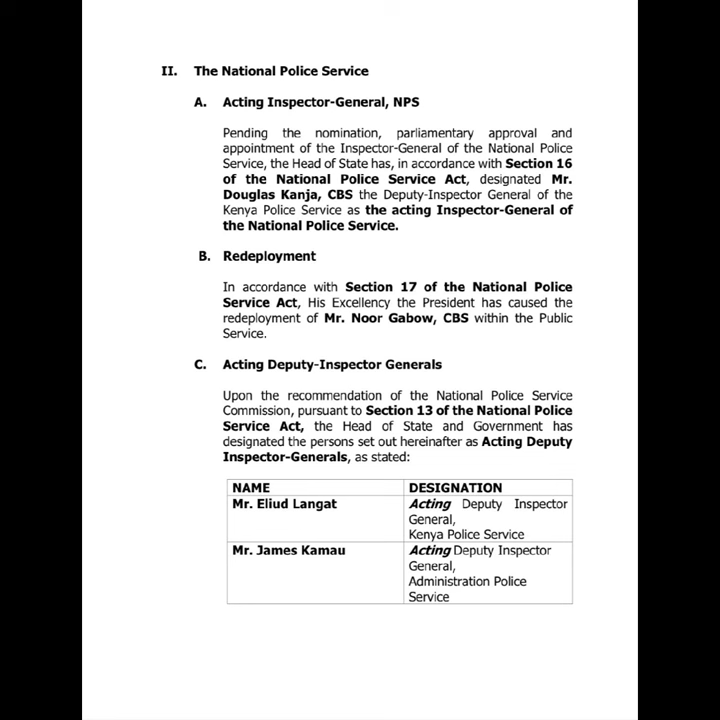 II. The National Police Service
A. Acting Inspector-General, NPS
Pending the nomination, parliamentary approval and
appointment of the Inspector-General of the National Police
Service, the Head of State has, in accordance with Section 16
of the National Police Service Act, designated Mr.
Douglas Kanja, CBS the Deputy-Inspector General of the
Kenya Police Service as the acting Inspector-General of
the National Police Service.
B. Redeployment
In accordance with Section 17 of the National Police
Service Act, His Excellency the President has caused the
redeployment of Mr. Noor Gabow, CBS within the Public
Service.
C. Acting Deputy-Inspector Generals
Upon the recommendation of the National Police Service
Commission, pursuant to Section 13 of the National Police
Service Act, the Head of State and Government has
designated the persons set out hereinafter as Acting Deputy
Inspector-Generals, as stated:
NAME DESIGNATION
Mr. Eliud Langat Acting Deputy Inspector
General,
Kenya Police Service
Mr. James Kamau Acting Deputy Inspector
General,
Administration Police
Service